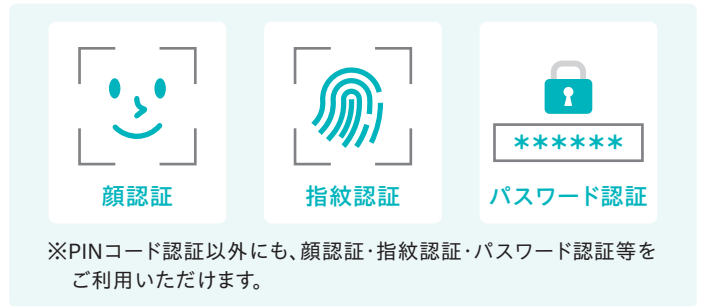 顔認証
指紋認証
******
パスワード認証
※PINコード認証以外にも、顔認証・指紋認証・パスワード認証等を
ご利用いただけます。